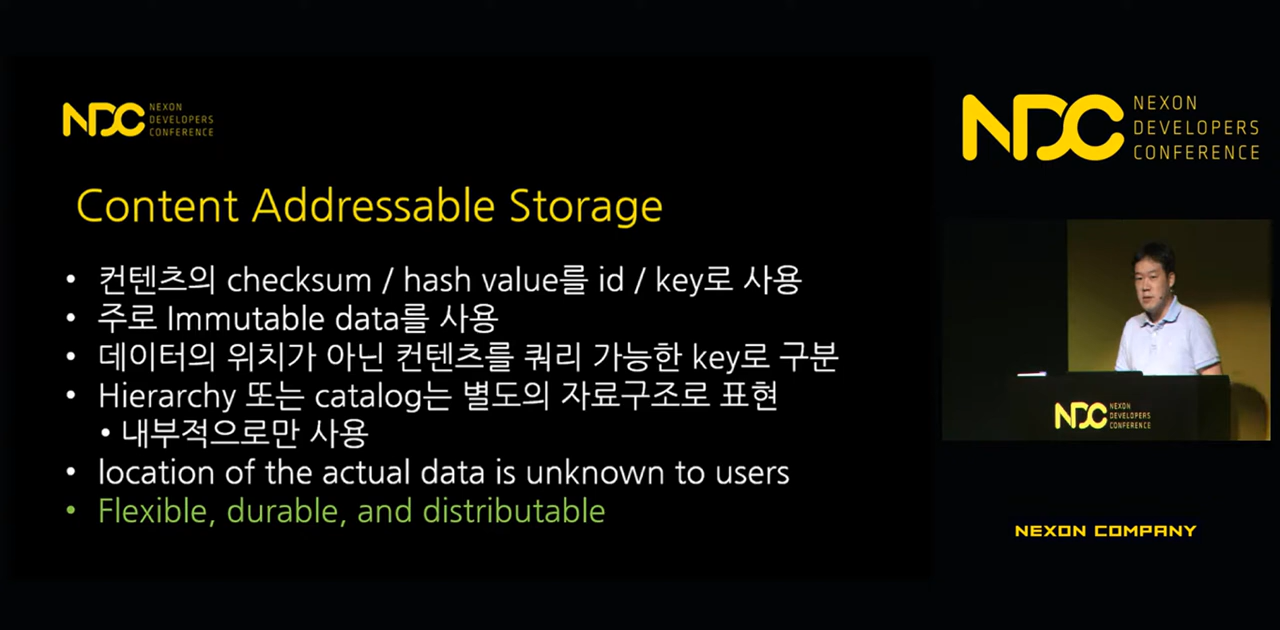 NDC NEXON
DEVELOPERS
CONFERENCE
Content Addressable Storage
• 컨텐츠의 checksum / hash value를 id / key로 사용
• 주로 Immutable data를 사용
• 데이터의 위치가 아닌 컨텐츠를 쿼리 가능한 key로 구분
• Hierarchy 또는 catalog는 별도의 자료구조로 표현
• 내부적으로만 사용
• location of the actual data is unknown to users
• Flexible, durable, and distributable
NDC NEXON
DEVELOPERS
CONFERENCE
NDC NEXON
DEVELOPERS
CONFERENCE
NEXON COMPANY